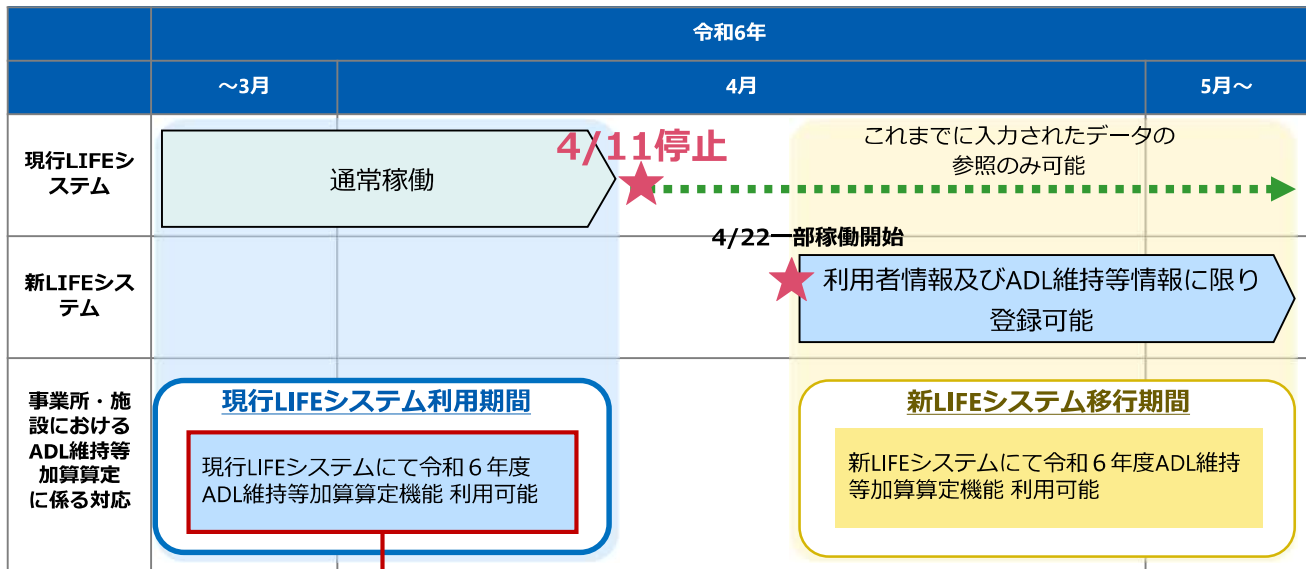 令和6年
～3月
4月
5月～
現行LIFEシ
ステム
通常稼働
4/11停止
これまでに入力されたデータの
参照のみ可能
4/22一部稼働開始
新LIFEシス
テム
利用者情報及びADL維持等情報に限り
登録可能
事業所・施
設における
ADL維持等
加算算定
に係る対応
現行LIFEシステム利用期間
現行LIFEシステムにて令和６年度
ADL維持等加算算定機能 利用可能
新LIFEシステム移行期間
新LIFEシステムにて令和６年度ADL維持
等加算算定機能 利用可能